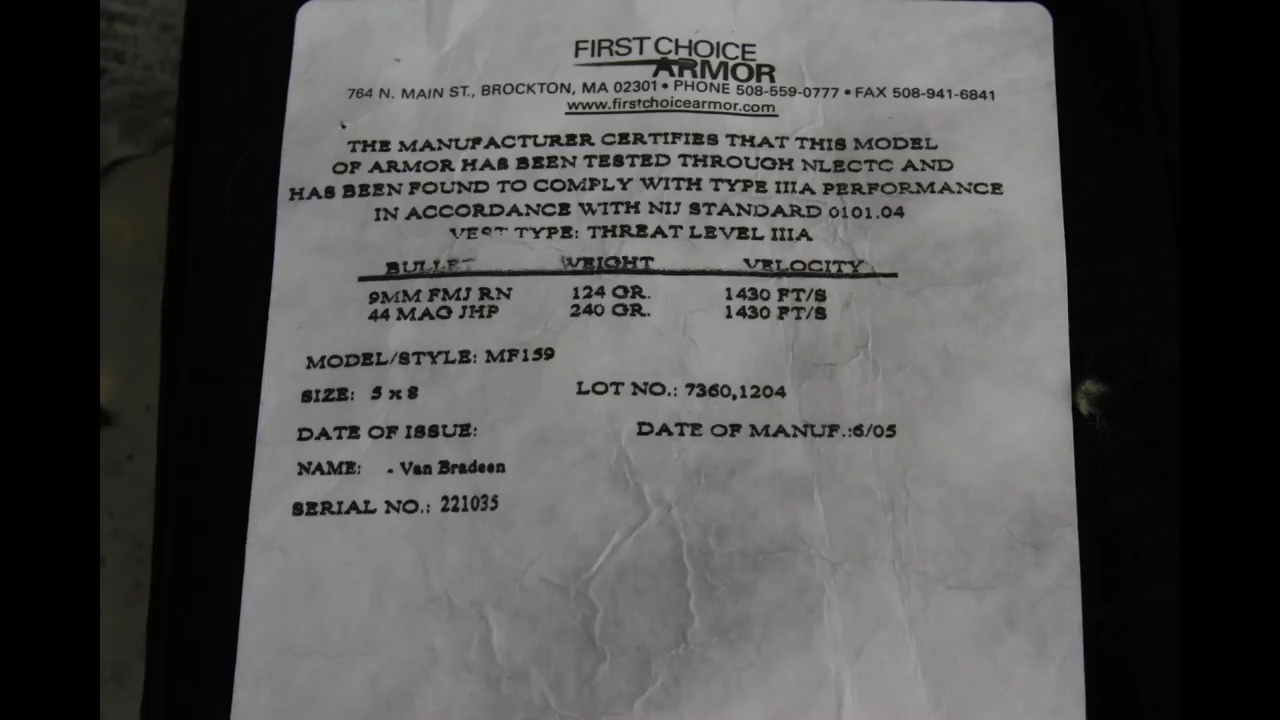 FIRST CHOICE
ARMOR
764 N. MAIN ST., BROCKTON, MA 02301 • PHONE 508-559-0777 • FAX 508-941-6841
www.firstchoicearmor.com
THE MANUFACTURER CERTIFIES THAT THIS MODEL
OF ARMOR HAS BEEN TESTED THROUGH NLECTC AND
HAS BEEN FOUND TO COMPLY WITH TYPE IIIA PERFORMANCE
IN ACCORDANCE WITH NIJ STANDARD 0101.04
VEST TYPE: THREAT LEVEL IIIA
BULLET WEIGHT VELOCITY
9MM FMJ RN 124 GR. 1430 FT/S
44 MAG JHP 240 GR. 1430 FT/S
MODEL/STYLE: MF159
SIZE: 5 x 8 LOT NO.: 7360,1204
DATE OF ISSUE: DATE OF MANUF.:6/05
NAME: - Van Bradeen
SERIAL NO.: 221035